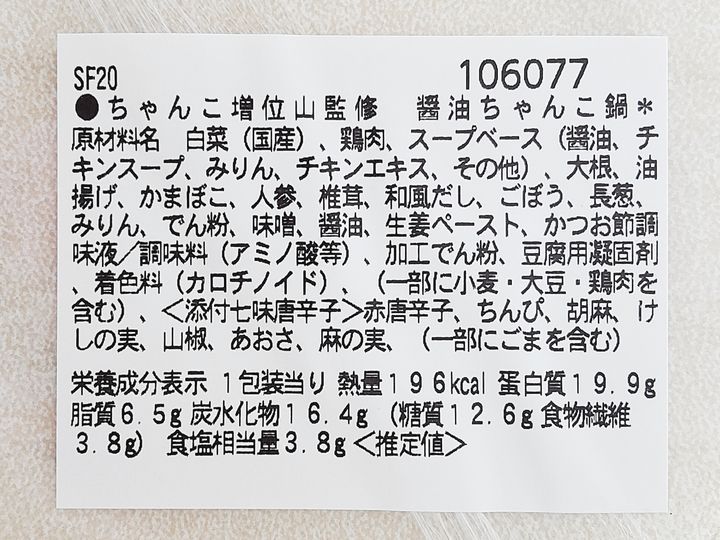 SF20 106077
●ちゃんこ増位山監修 醤油ちゃんこ鍋＊
原材料名 白菜（国産）、鶏肉、スープベース（醤油、チ
キンスープ、みりん、チキンエキス、その他）、大根、油
揚げ、かまぼこ、人参、椎茸、和風だし、ごぼう、長葱、
みりん、でん粉、味噌、醤油、生姜ペースト、かつお節調
味液／調味料（アミノ酸等）、加工でん粉、豆腐用凝固剤
、着色料（カロチノイド）、（一部に小麦・大豆・鶏肉を
含む）、＜添付七味唐辛子＞赤唐辛子、ちんぴ、胡麻、け
しの実、山椒、あおさ、麻の実、（一部にごまを含む）
栄養成分表示 1包装当り 熱量196kcal 蛋白質19.9g
脂質6.5g 炭水化物16.4g （糖質12.6g 食物繊維
3.8g） 食塩相当量3.8g＜推定値＞